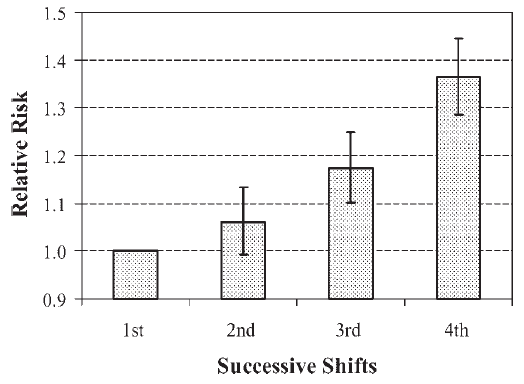 1.5
1.4
1.3
1.2
1.1
1.0
0.9
Relative Risk
1st 2nd 3rd 4th
Successive Shifts